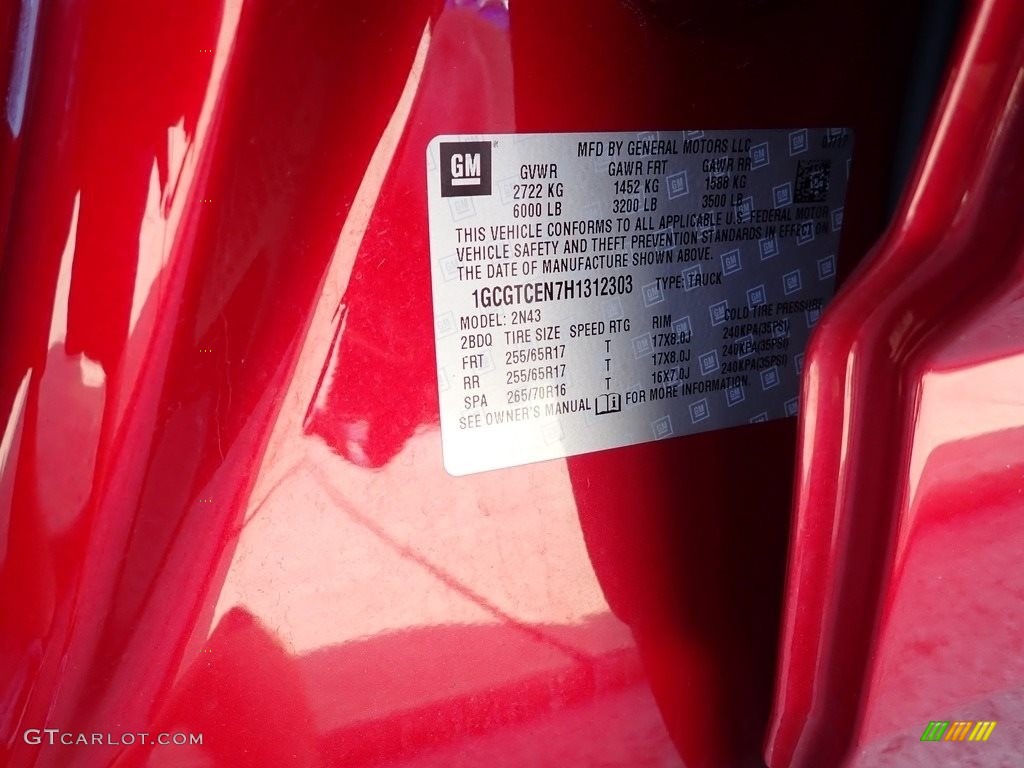 GM
MFD BY GENERAL MOTORS LLC 07/17
GVWR GAWR FRT GAWR RR
2722 KG 1452 KG 1588 KG
6000 LB 3200 LB 3500 LB
THIS VEHICLE CONFORMS TO ALL APPLICABLE U.S. FEDERAL MOTOR
VEHICLE SAFETY AND THEFT PREVENTION STANDARDS IN EFFECT ON
THE DATE OF MANUFACTURE SHOWN ABOVE.
1GCGTCEN7H1312303 TYPE: TRUCK
MODEL: 2N43
2BDQ TIRE SIZE SPEED RTG RIM COLD TIRE PRESSURE
FRT 255/65R17 T 17X8.0J 240KPA(35PSI)
RR 255/65R17 T 17X8.0J 240KPA(35PSI)
SPA 265/70R16 T 16X7.0J 240KPA(35PSI)
SEE OWNER'S MANUAL FOR MORE INFORMATION.
GTCARLOT.COM